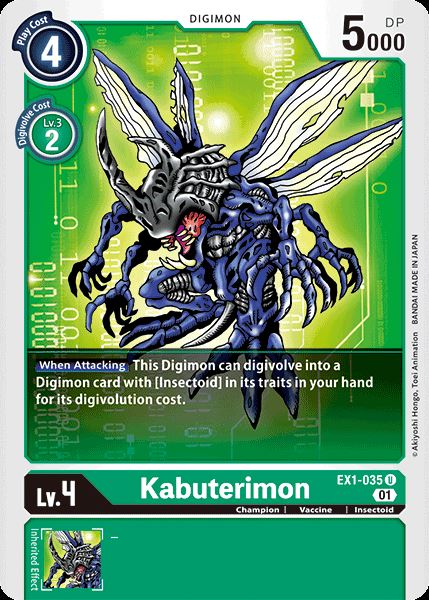 Play Cost
4
DIGIMON
DP
5000
Digivolve Cost
Lv.3
2
When Attacking This Digimon can digivolve into a
Digimon card with [Insectoid] in its traits in your hand
for its digivolution cost.
©Akiyoshi Hongo, Toei Animation BANDAI MADE IN JAPAN
Lv.4
Kabuterimon
EX1-035 U
01
Champion | Vaccine | Insectoid
Inherited Effect
–